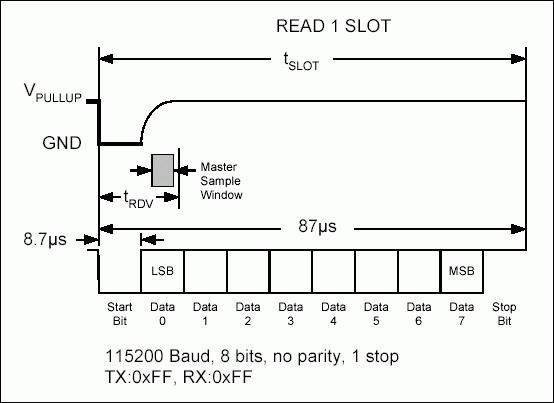 READ 1 SLOT
tSLOT
VPULLUP
GND
Master
Sample
Window
tRDV
8.7µs
87µs
LSB
MSB
Start Bit
Data 0
Data 1
Data 2
Data 3
Data 4
Data 5
Data 6
Data 7
Stop Bit
115200 Baud, 8 bits, no parity, 1 stop
TX:0xFF, RX:0xFF